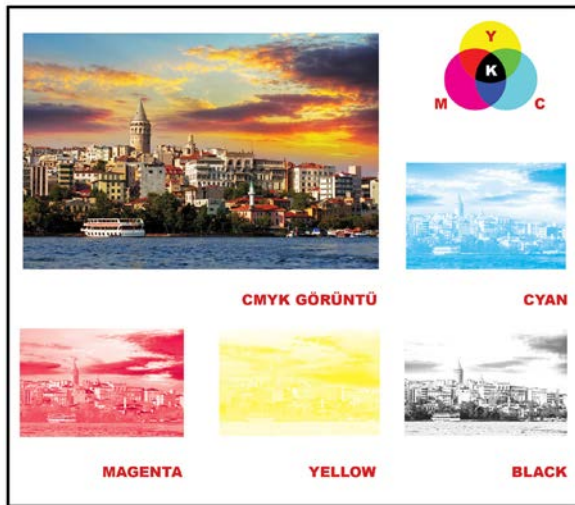 Y
K
M
C
CMYK GÖRÜNTÜ
CYAN
MAGENTA
YELLOW
BLACK